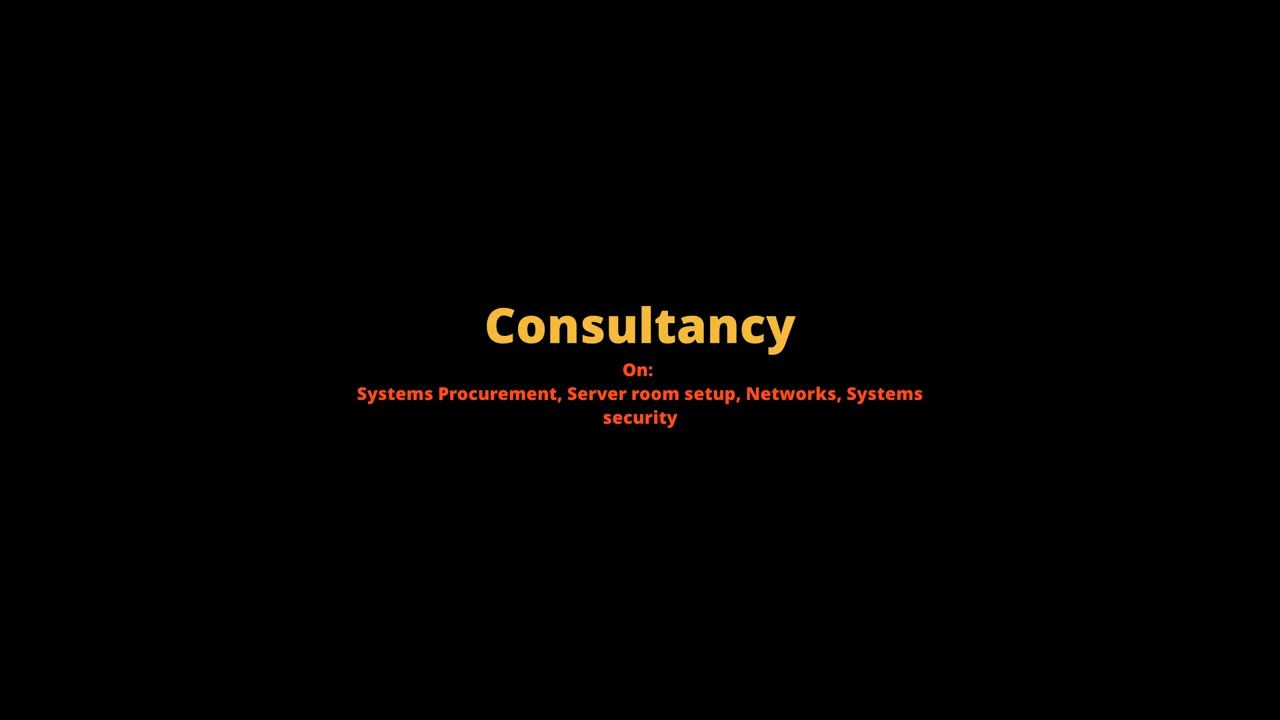 Consultancy
On:
Systems Procurement, Server room setup, Networks, Systems
security